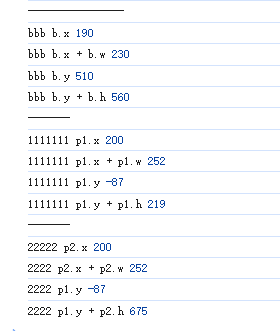 ————————————————
bbb b.x 190
bbb b.x + b.w 230
bbb b.y 510
bbb b.y + b.h 560
———————
1111111 p1.x 200
1111111 p1.x + p1.w 252
1111111 p1.y -87
1111111 p1.y + p1.h 219
———————
22222 p2.x 200
2222 p2.x + p2.w 252
2222 p1.y -87
2222 p1.y + p2.h 675